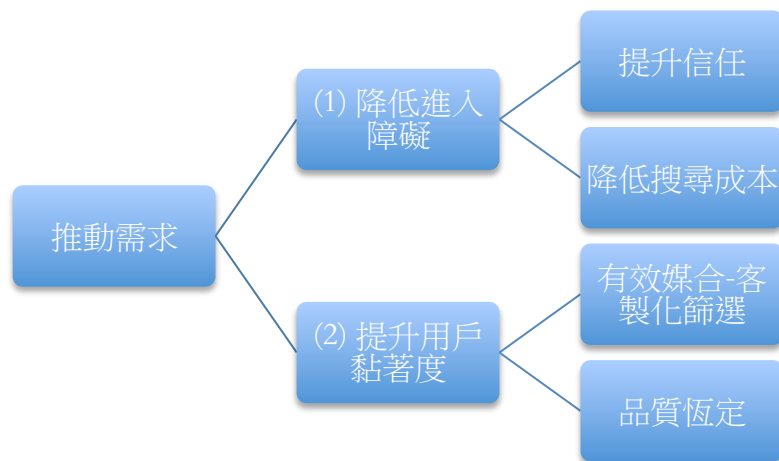 提升信任
(1) 降低進入
障礙
降低搜尋成本
推動需求
有效媒合-客
製化篩選
(2) 提升用戶
黏著度
品質恆定